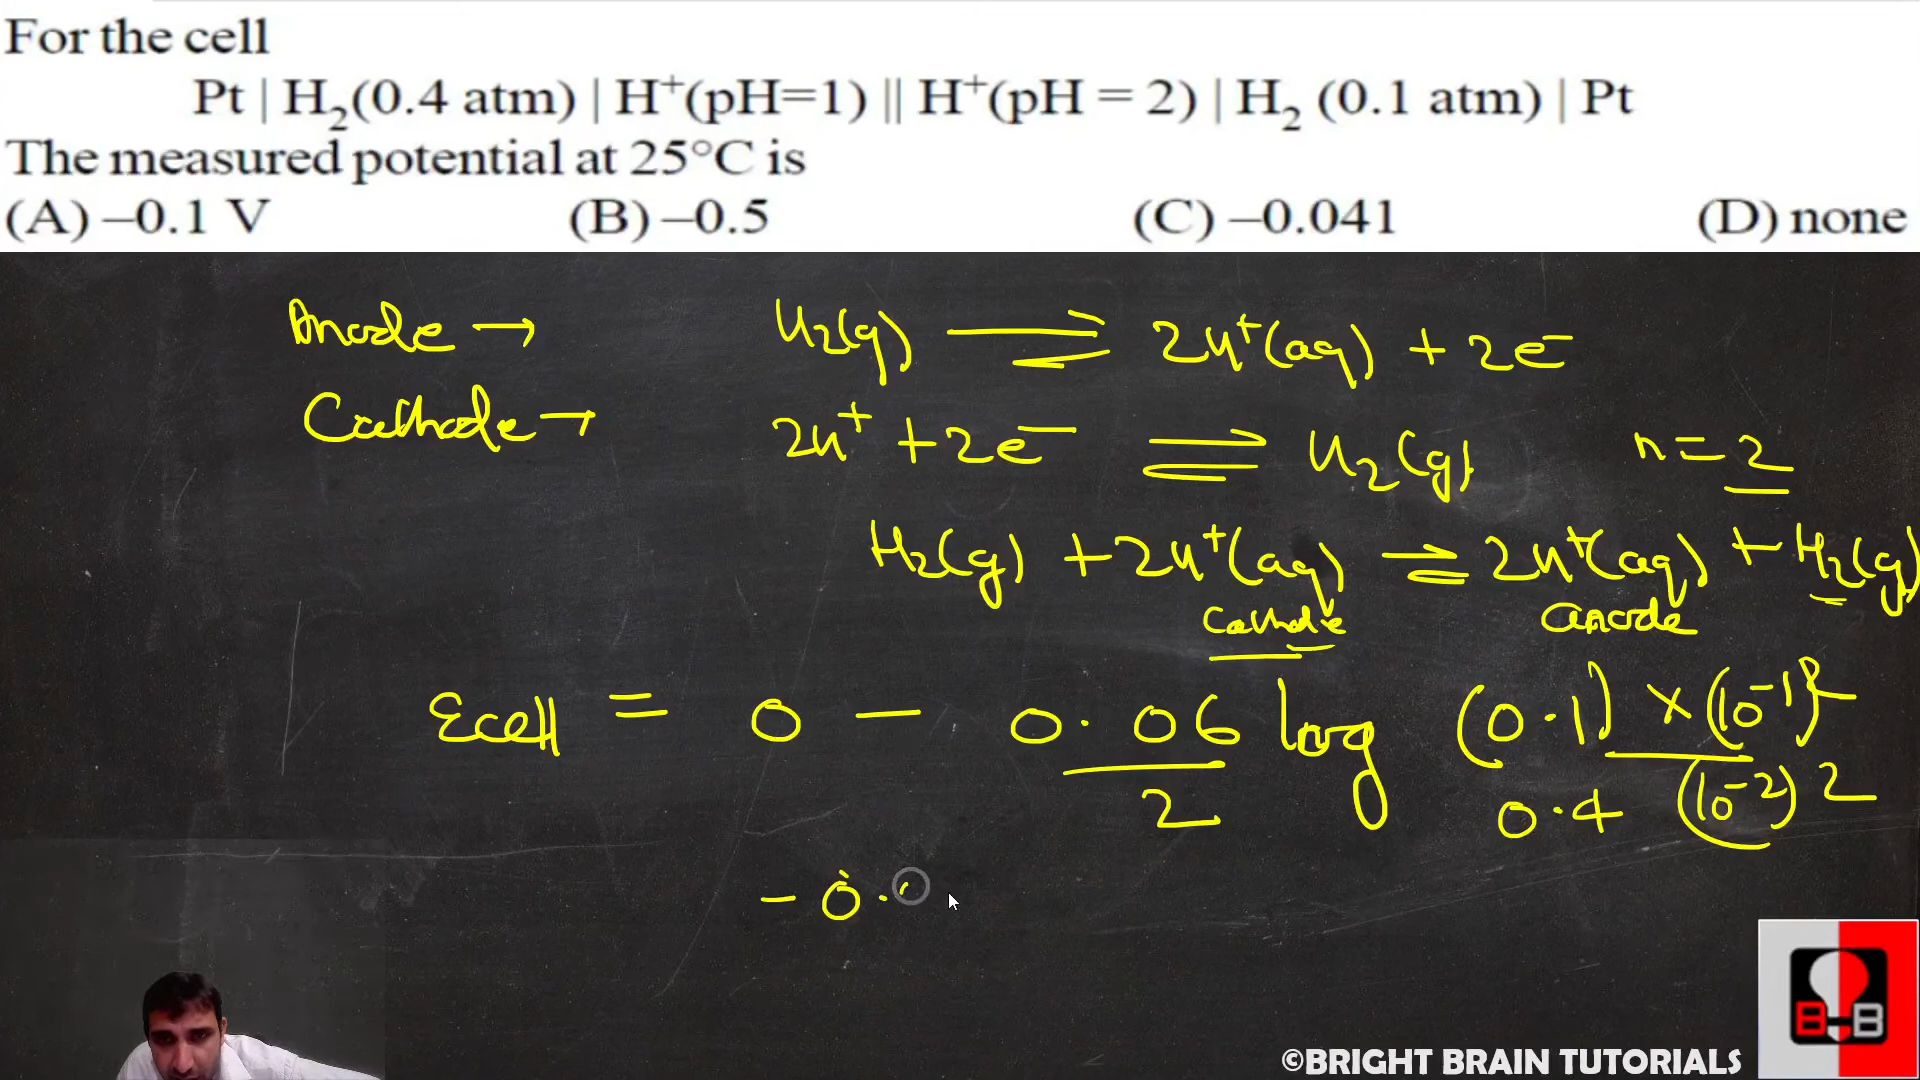 For the cell
Pt | H₂(0.4 atm) | H⁺(pH=1) || H⁺(pH = 2) | H₂ (0.1 atm) | Pt
The measured potential at 25°C is
(A) –0.1 V (B) –0.5 (C) –0.041 (D) none
Anode → H₂(g) ⇌ 2H⁺(aq) + 2e⁻
Cathode → 2H⁺ + 2e⁻ ⇌ H₂(g) n = 2
H₂(g) + 2H⁺(aq) ⇌ 2H⁺(aq) + H₂(g)
Cathode anode
Ecell = 0 – 0.06/2 log (0.1) × (10⁻¹)² / 0.4 (10⁻²)²
– 0.
B B
©BRIGHT BRAIN TUTORIALS